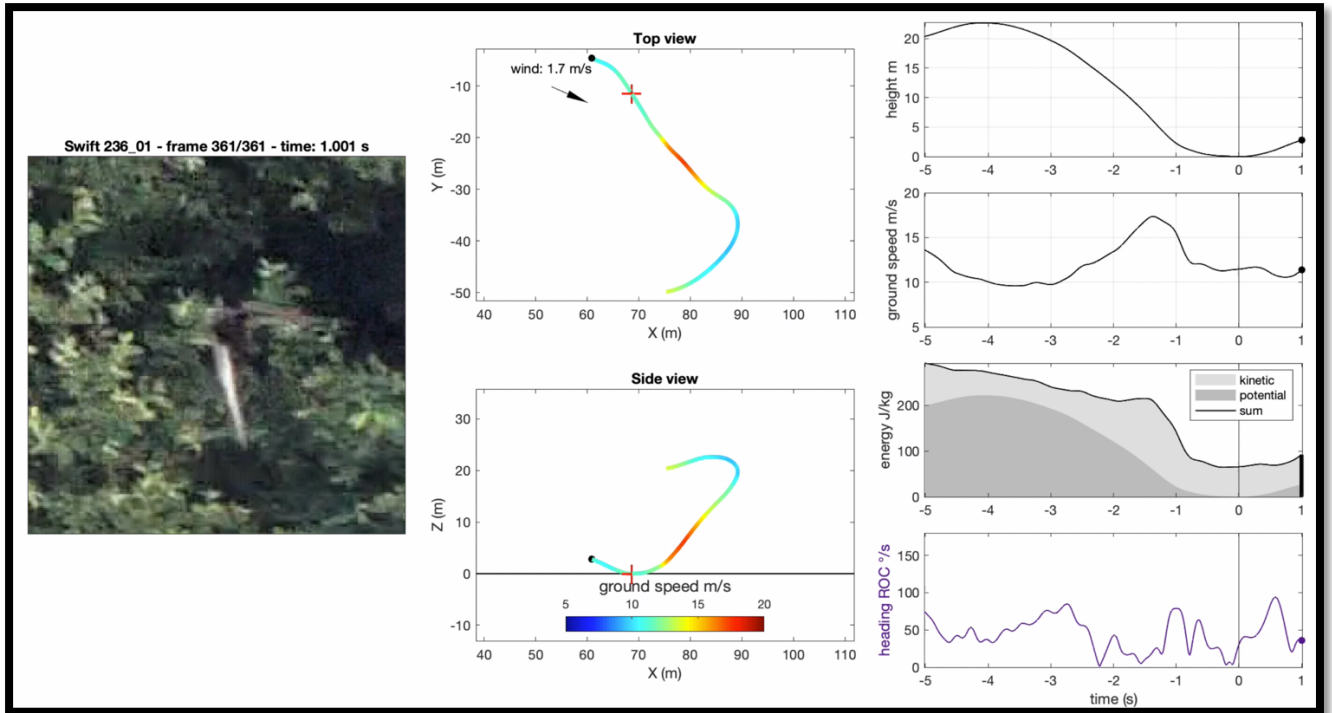 Swift 236_01 - frame 361/361 - time: 1.001 s
Top view
wind: 1.7 m/s
-10
-20
-30
-40
-50
Y (m)
40 50 60 70 80 90 100 110
X (m)
Side view
30
20
10
0
-10
Z (m)
ground speed m/s
5 10 15 20
40 50 60 70 80 90 100 110
X (m)
20
15
10
5
0
height m
-5 -4 -3 -2 -1 0 1
20
15
10
5
ground speed m/s
-5 -4 -3 -2 -1 0 1
kinetic
potential
sum
200
100
0
energy J/kg
-5 -4 -3 -2 -1 0 1
150
100
50
0
heading ROC °/s
-5 -4 -3 -2 -1 0 1
time (s)